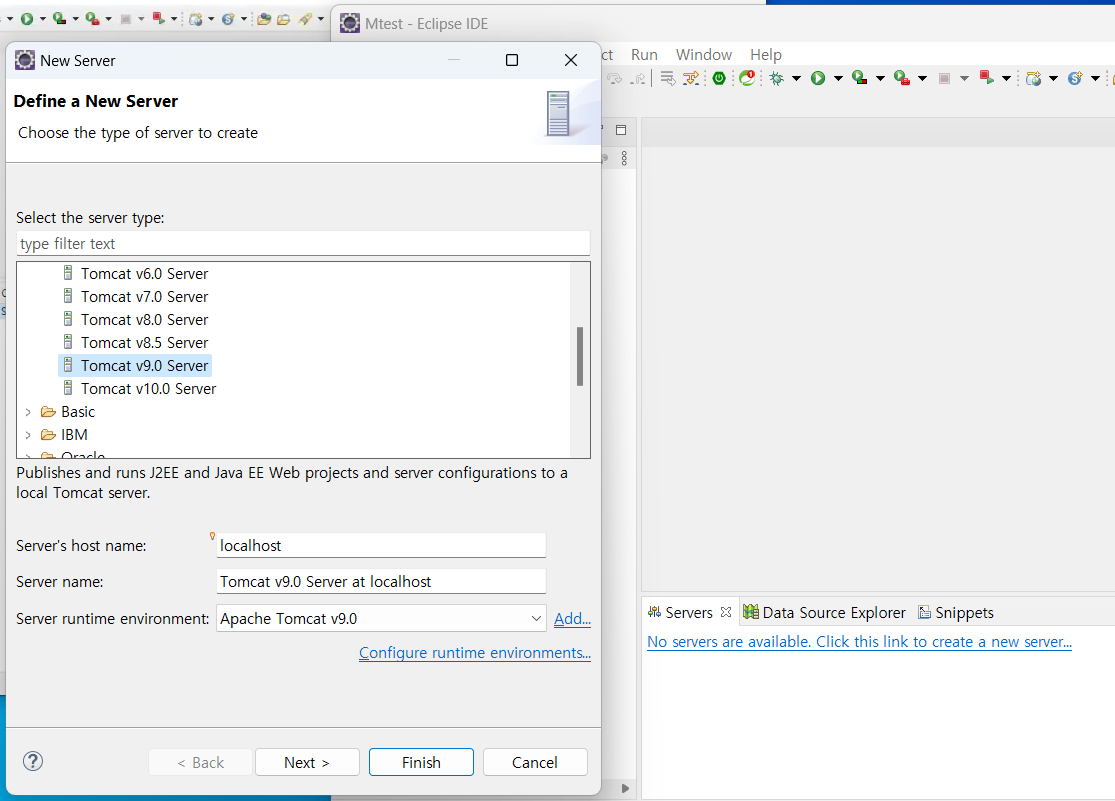 Mtest - Eclipse IDE
New Server
ct Run Window Help
Define a New Server
Choose the type of server to create
Select the server type:
type filter text
Tomcat v6.0 Server
Tomcat v7.0 Server
Tomcat v8.0 Server
Tomcat v8.5 Server
Tomcat v9.0 Server
Tomcat v10.0 Server
Basic
IBM
Oracle
Publishes and runs J2EE and Java EE Web projects and server configurations to a
local Tomcat server.
Server's host name: localhost
Server name: Tomcat v9.0 Server at localhost
Server runtime environment: Apache Tomcat v9.0 Add...
Configure runtime environments...
< Back Next > Finish Cancel
Servers Data Source Explorer Snippets
No servers are available. Click this link to create a new server...